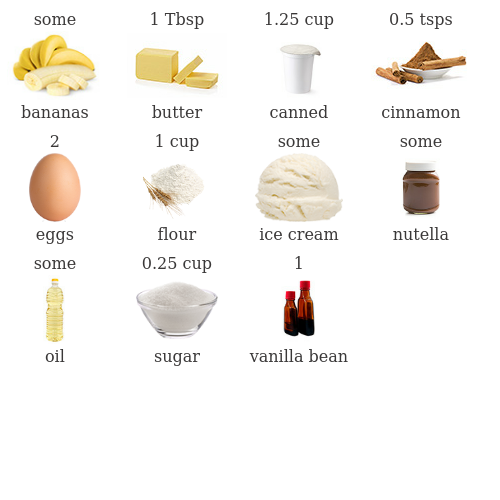 some 1 Tbsp 1.25 cup 0.5 tsps
bananas butter canned cinnamon
2 1 cup some some
eggs flour ice cream nutella
some 0.25 cup 1
oil sugar vanilla bean